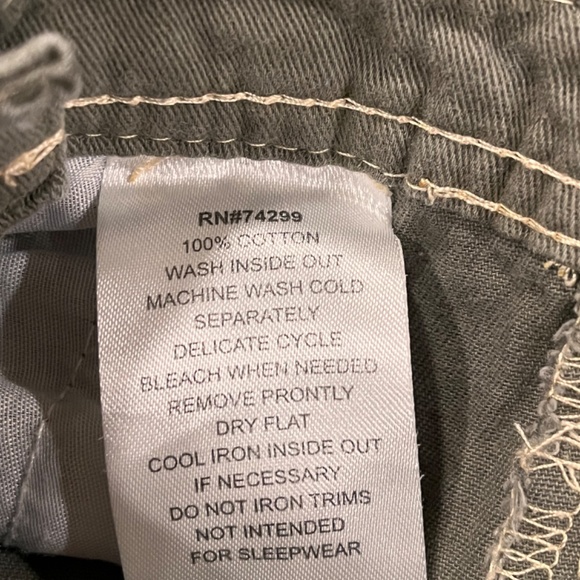 RN#74299
100% COTTON
WASH INSIDE OUT
MACHINE WASH COLD
SEPARATELY
DELICATE CYCLE
BLEACH WHEN NEEDED
REMOVE PRONTLY
DRY FLAT
COOL IRON INSIDE OUT
IF NECESSARY
DO NOT IRON TRIMS
NOT INTENDED
FOR SLEEPWEAR